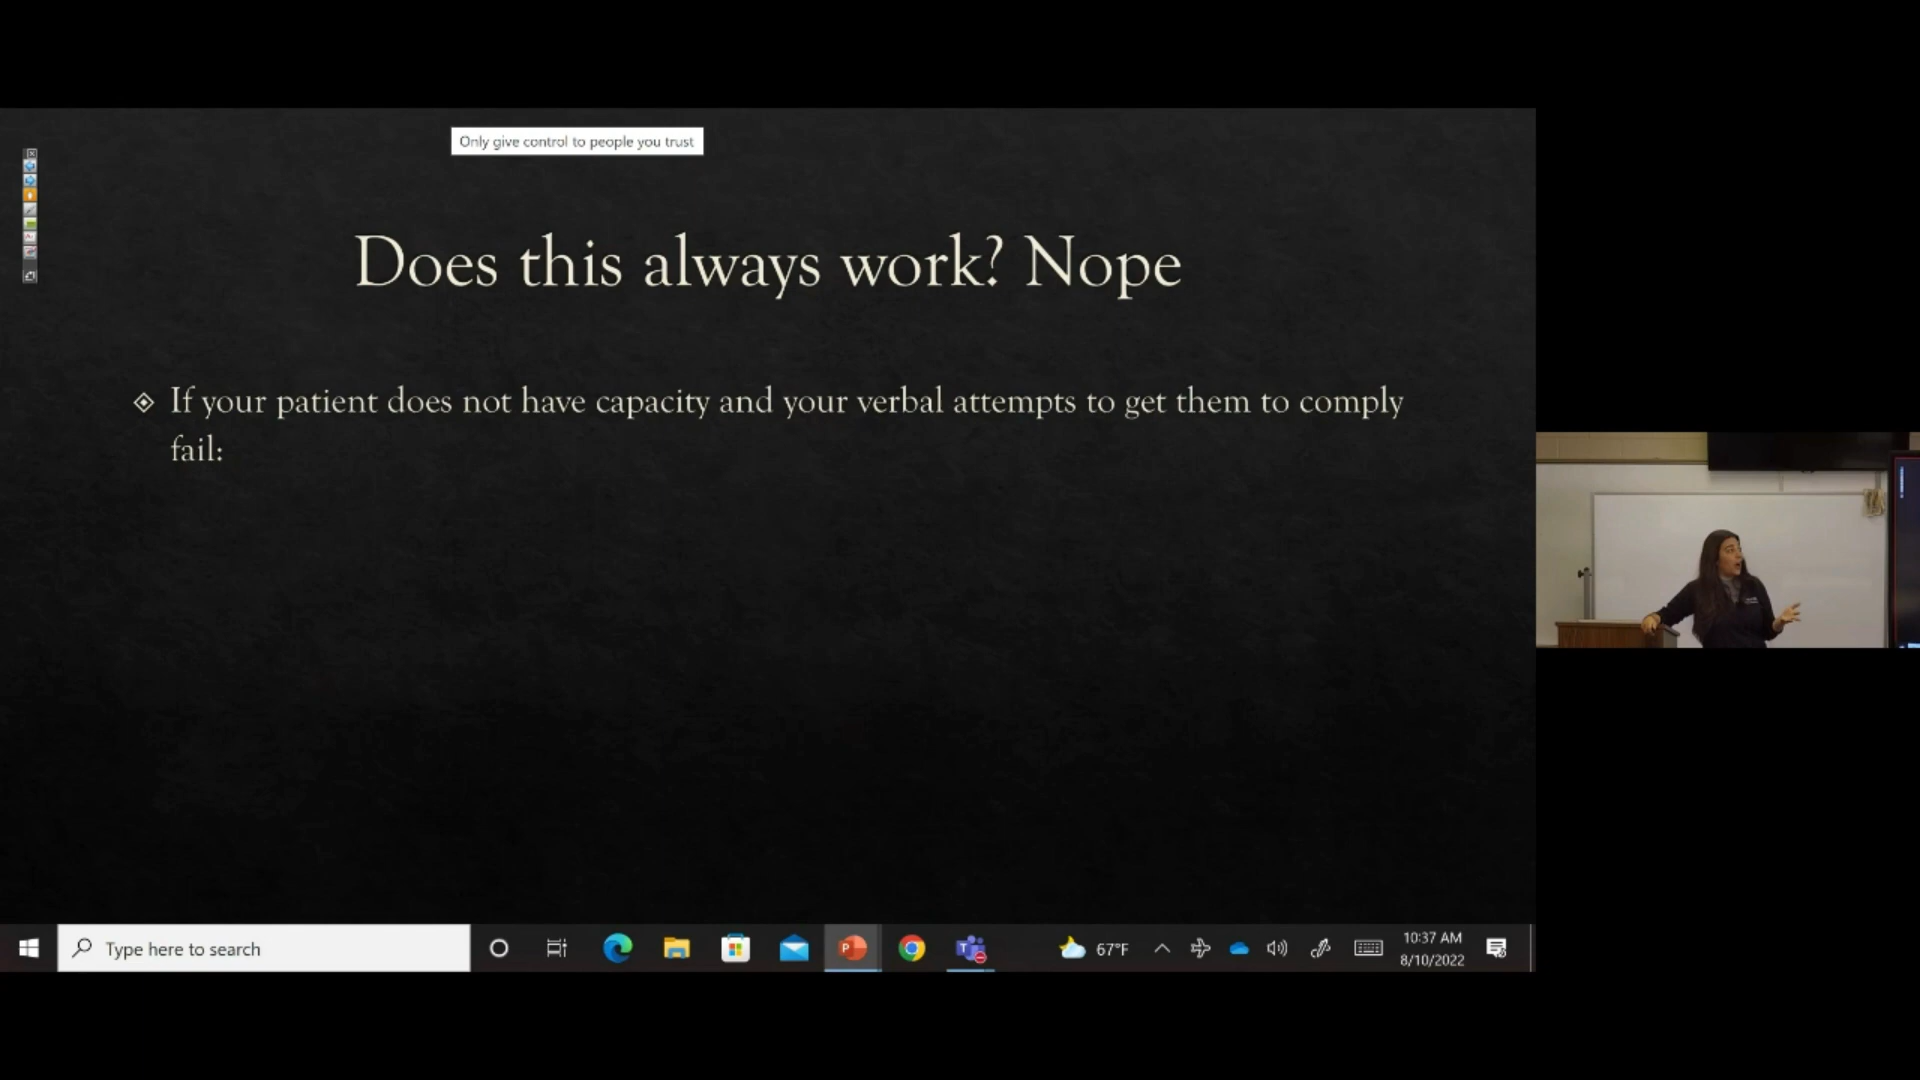 Only give control to people you trust
Does this always work? Nope
If your patient does not have capacity and your verbal attempts to get them to comply
fail:
Type here to search
67°F
10:37 AM
8/10/2022